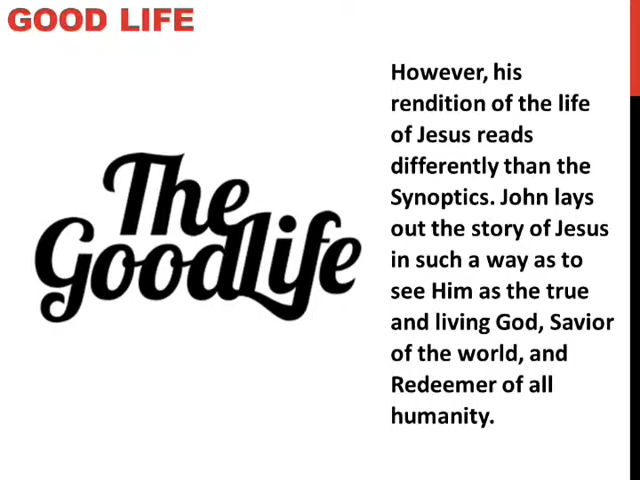 GOOD LIFE
The
GoodLife
However, his
rendition of the life
of Jesus reads
differently than the
Synoptics. John lays
out the story of Jesus
in such a way as to
see Him as the true
and living God, Savior
of the world, and
Redeemer of all
humanity.